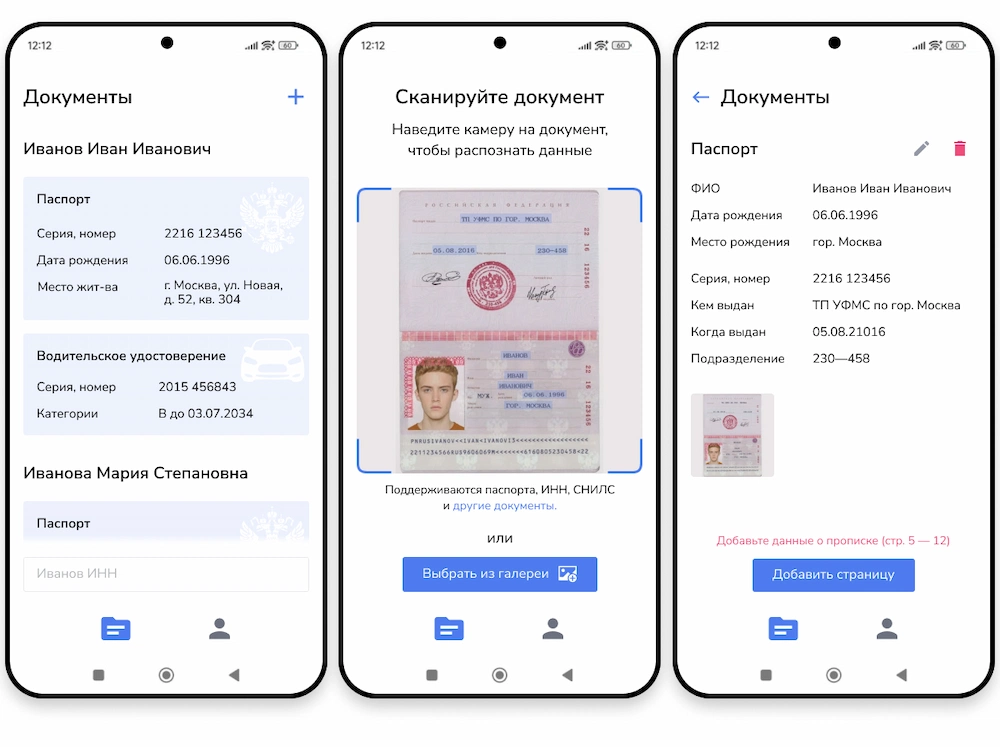 12:12
60
Документы
Иванов Иван Иванович
Паспорт
Серия, номер 2216 123456
Дата рождения 06.06.1996
Место жит-ва г. Москва, ул. Новая,
д. 52, кв. 304
Водительское удостоверение
Серия, номер 2015 456843
Категории В до 03.07.2034
Иванова Мария Степановна
Паспорт
Иванов ИНН
12:12
60
Сканируйте документ
Наведите камеру на документ,
чтобы распознать данные
РОССИЙСКАЯ ФЕДЕРАЦИЯ
ТП УФМС ПО ГОР. МОСКВА
05.08.2016 230-458
22 16 123456
ИВАНОВ
ИВАН
ИВАНОВИЧ
МУЖ. 06.06.1996
ГОР. МОСКВА
22 16 123456
PNRUSIVANOV<<IVAN<IVANOVI3<<<<<<<<<<<<<<<<<<
Поддерживаются паспорта, ИНН, СНИЛС
и другие документы.
или
Выбрать из галереи
12:12
60
Документы
Паспорт
ФИО Иванов Иван Иванович
Дата рождения 06.06.1996
Место рождения гор. Москва
Серия, номер 2216 123456
Кем выдан ТП УФМС по гор. Москва
Когда выдан 05.08.21016
Подразделение 230—458
Добавьте данные о прописке (стр. 5 — 12)
Добавить страницу